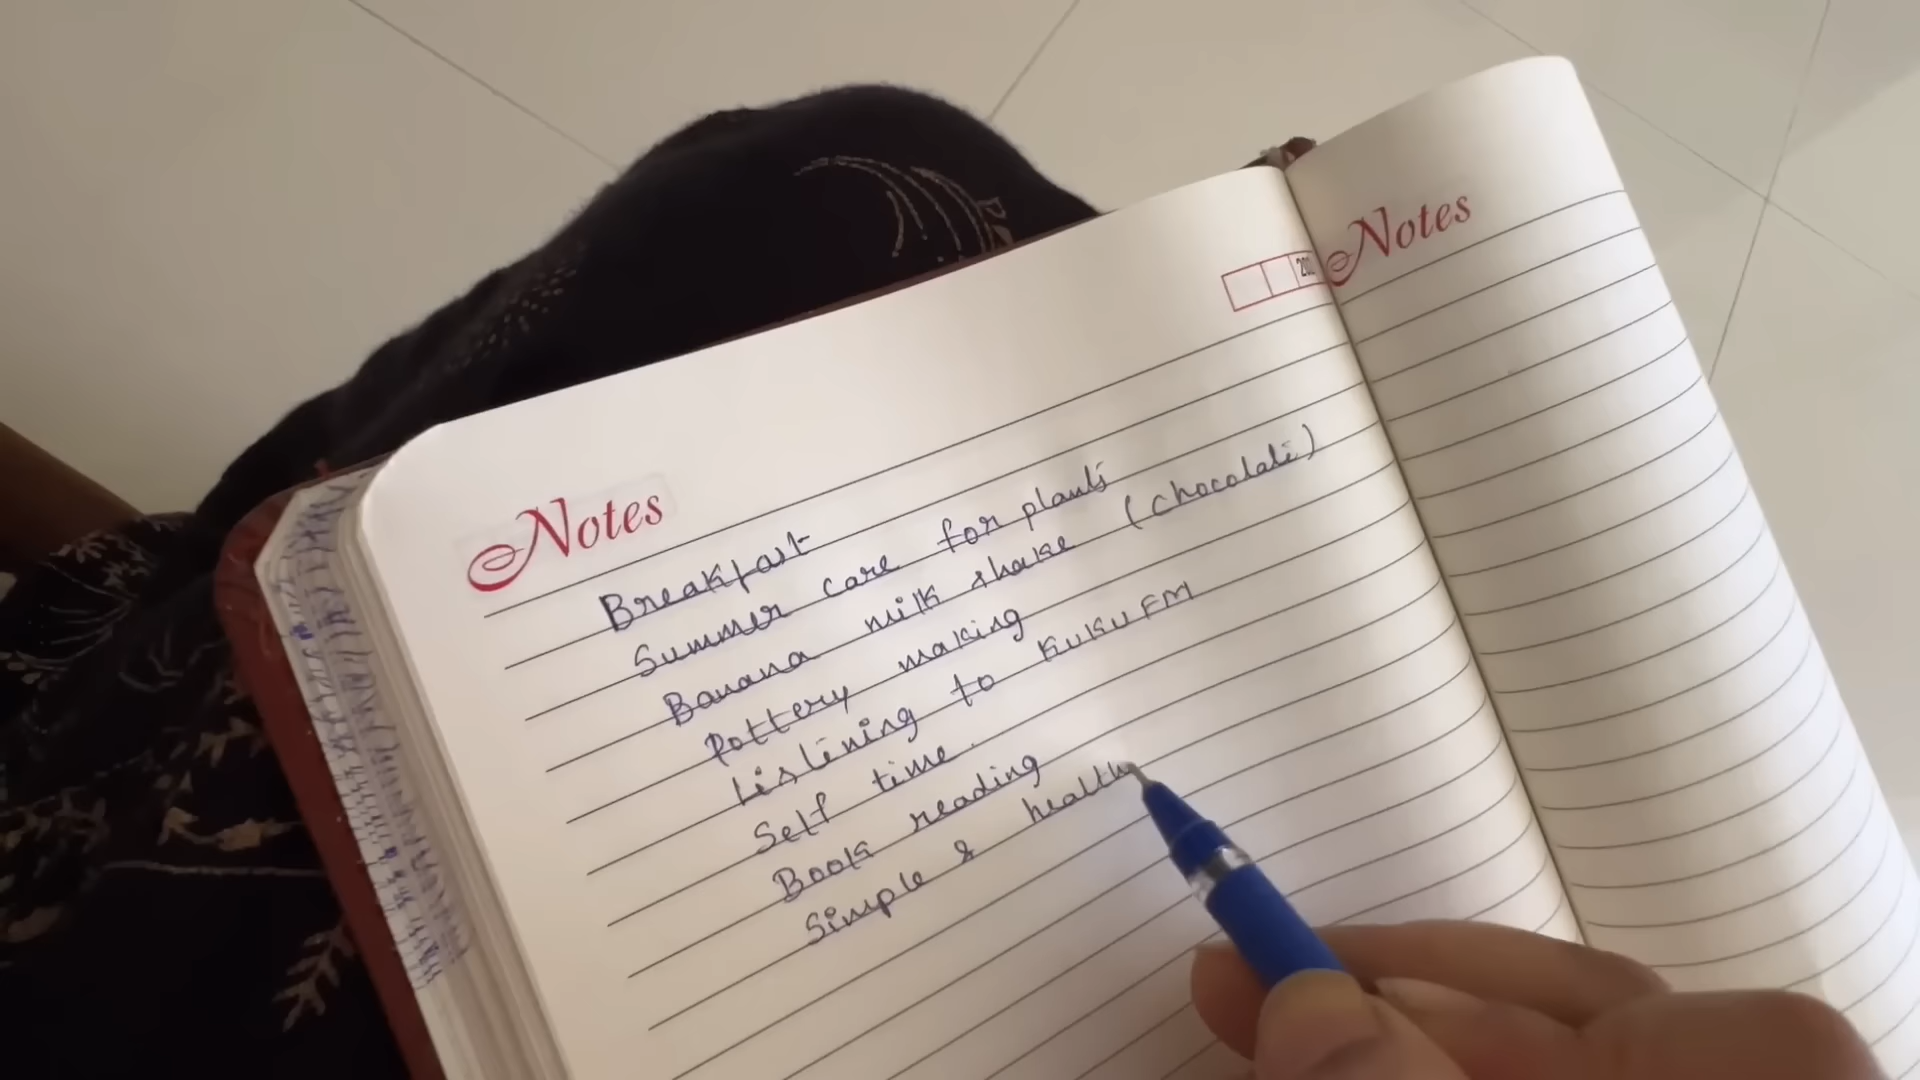 Notes
Breakfast
Summer care for plants
Banana milk shake (chocolate)
Pottery making
Listening to KUKU FM
Self time.
Book reading
Simple & health
Notes